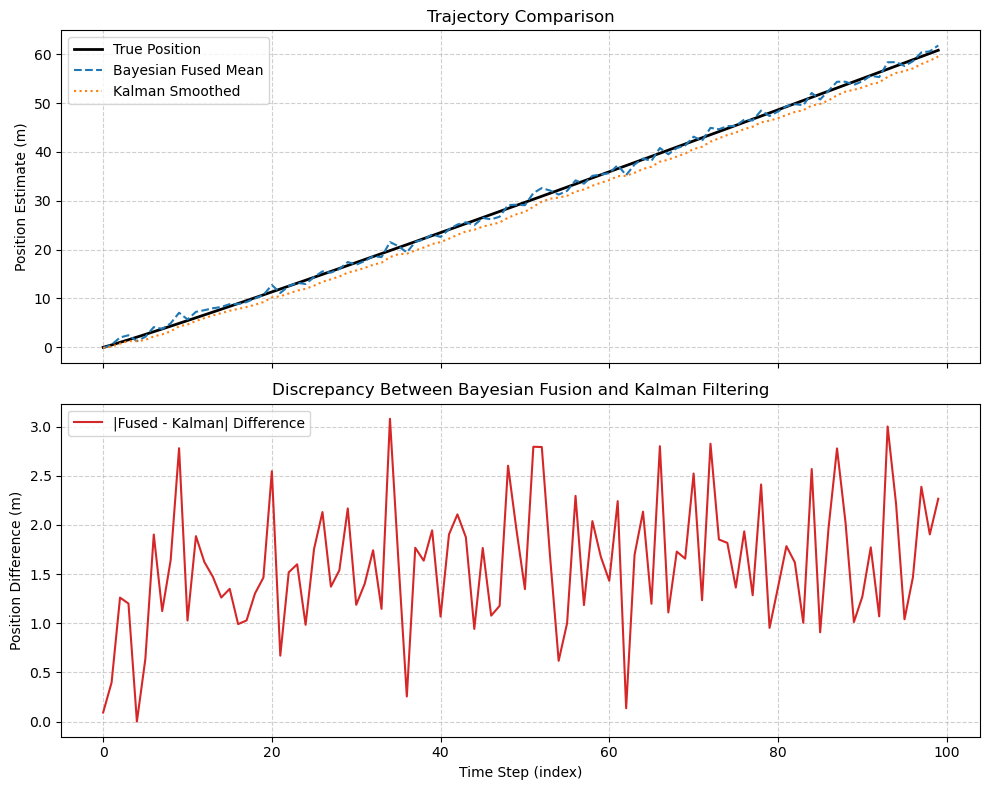 Trajectory Comparison
True Position
Bayesian Fused Mean
Kalman Smoothed
Position Estimate (m)
60
50
40
30
20
10
0
Discrepancy Between Bayesian Fusion and Kalman Filtering
|Fused - Kalman| Difference
Position Difference (m)
3.0
2.5
2.0
1.5
1.0
0.5
0.0
0 20 40 60 80 100
Time Step (index)